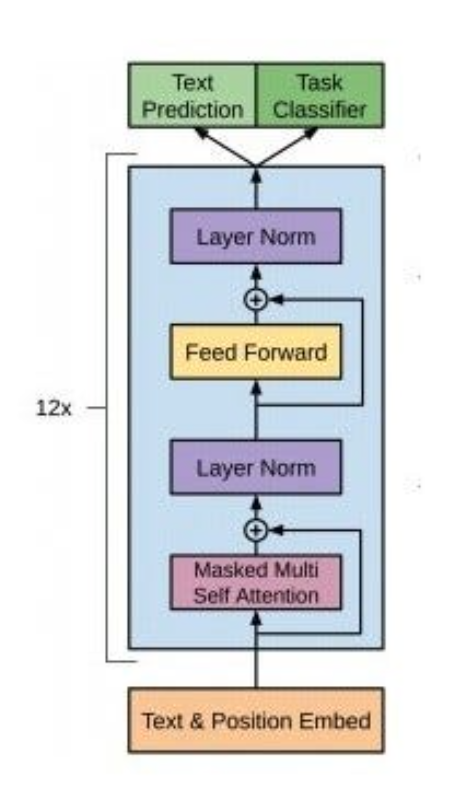 Text
Prediction
Task
Classifier
Layer Norm
Feed Forward
12x
Layer Norm
Masked Multi
Self Attention
Text & Position Embed